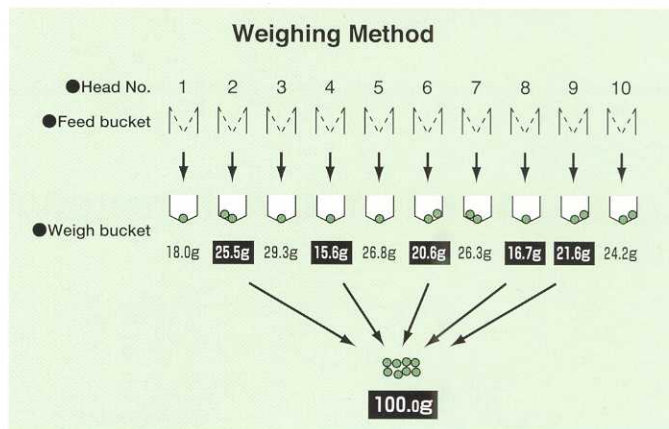 Weighing Method
●Head No. 1 2 3 4 5 6 7 8 9 10
●Feed bucket
●Weigh bucket
18.0g 25.5g 29.3g 15.6g 26.8g 20.6g 26.3g 16.7g 21.6g 24.2g
100.0g